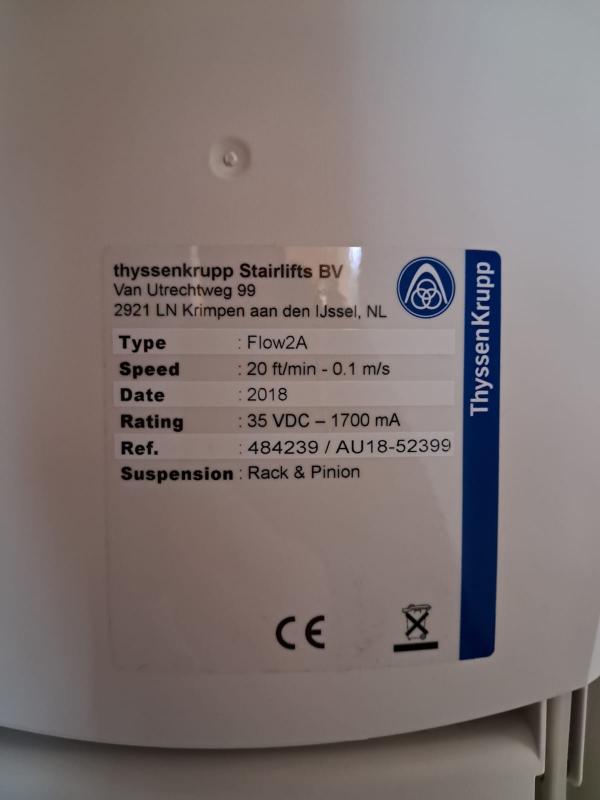 thyssenkrupp Stairlifts BV
Van Utrechtweg 99
2921 LN Krimpen aan den IJssel, NL
Type : Flow2A
Speed : 20 ft/min - 0.1 m/s
Date : 2018
Rating : 35 VDC – 1700 mA
Ref. : 484239 / AU18-52399
Suspension : Rack & Pinion
CE
ThyssenKrupp